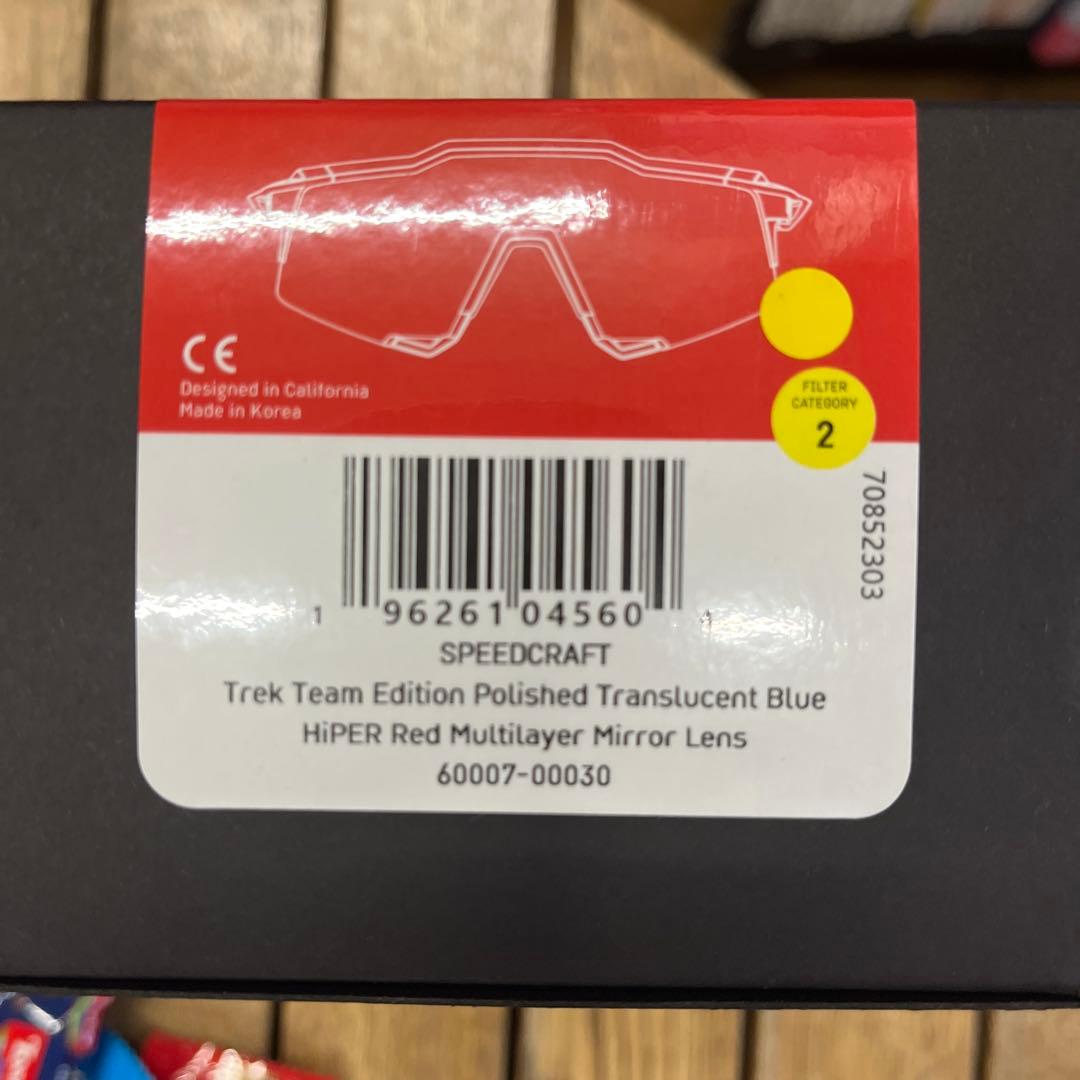 CE
Designed in California
Made in Korea
FILTER
CATEGORY
2
70852303
1 96261 04560 4
SPEEDCRAFT
Trek Team Edition Polished Translucent Blue
HiPER Red Multilayer Mirror Lens
60007-00030